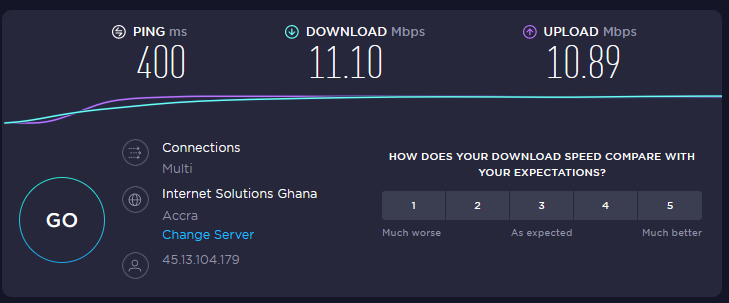 PING ms
400
DOWNLOAD Mbps
11.10
UPLOAD Mbps
10.89
GO
Connections
Multi
Internet Solutions Ghana
Accra
Change Server
45.13.104.179
HOW DOES YOUR DOWNLOAD SPEED COMPARE WITH
YOUR EXPECTATIONS?
1 2 3 4 5
Much worse As expected Much better